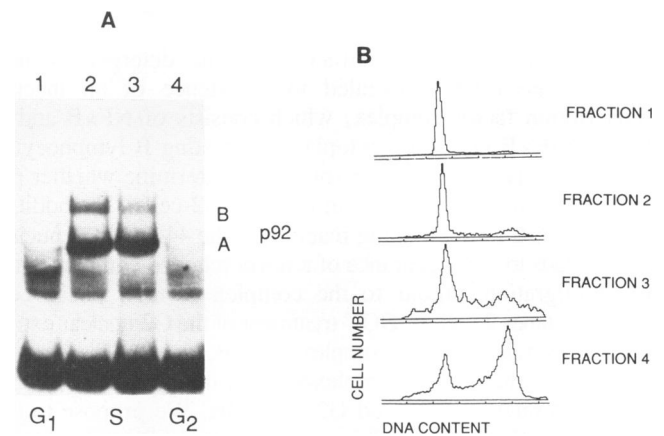 A
1 2 3 4
B
A
p92
G1 S G2
B
FRACTION 1
FRACTION 2
FRACTION 3
FRACTION 4
CELL NUMBER
DNA CONTENT